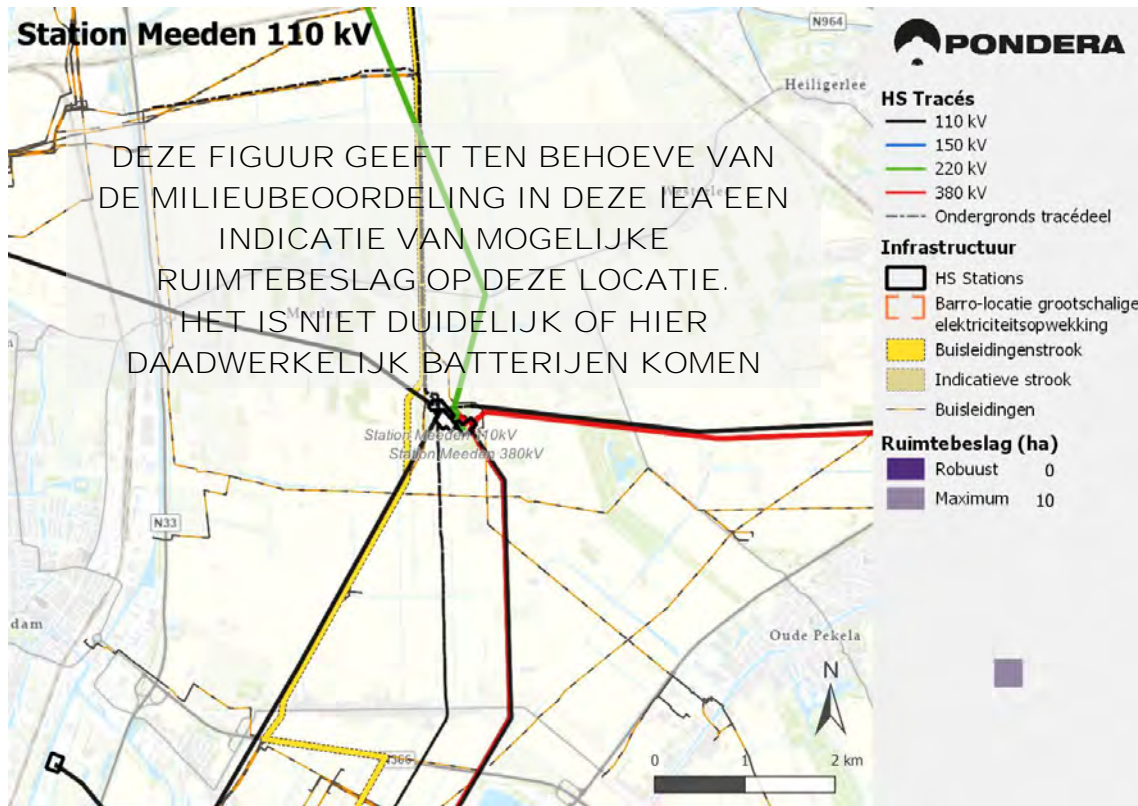 Station Meeden 110 kV
N964
Heiligerlee
DEZE FIGUUR GEEFT TEN BEHOEVE VAN
DE MILIEUBEOORDELING IN DEZE IEA EEN
INDICATIE VAN MOGELIJKE
RUIMTEBESLAG OP DEZE LOCATIE.
HET IS NIET DUIDELIJK OF HIER
DAADWERKELIJK BATTERIJEN KOMEN
Westerlee
Meeden
Station Meeden 110kV
Station Meeden 380kV
N33
dam
Oude Pekela
N366
N
0 1 2 km
PONDERA
HS Tracés
110 kV
150 kV
220 kV
380 kV
Ondergronds tracédeel
Infrastructuur
HS Stations
Barro-locatie grootschalige
elektriciteitsopwekking
Buisleidingenstrook
Indicatieve strook
Buisleidingen
Ruimtebeslag (ha)
Robuust 0
Maximum 10